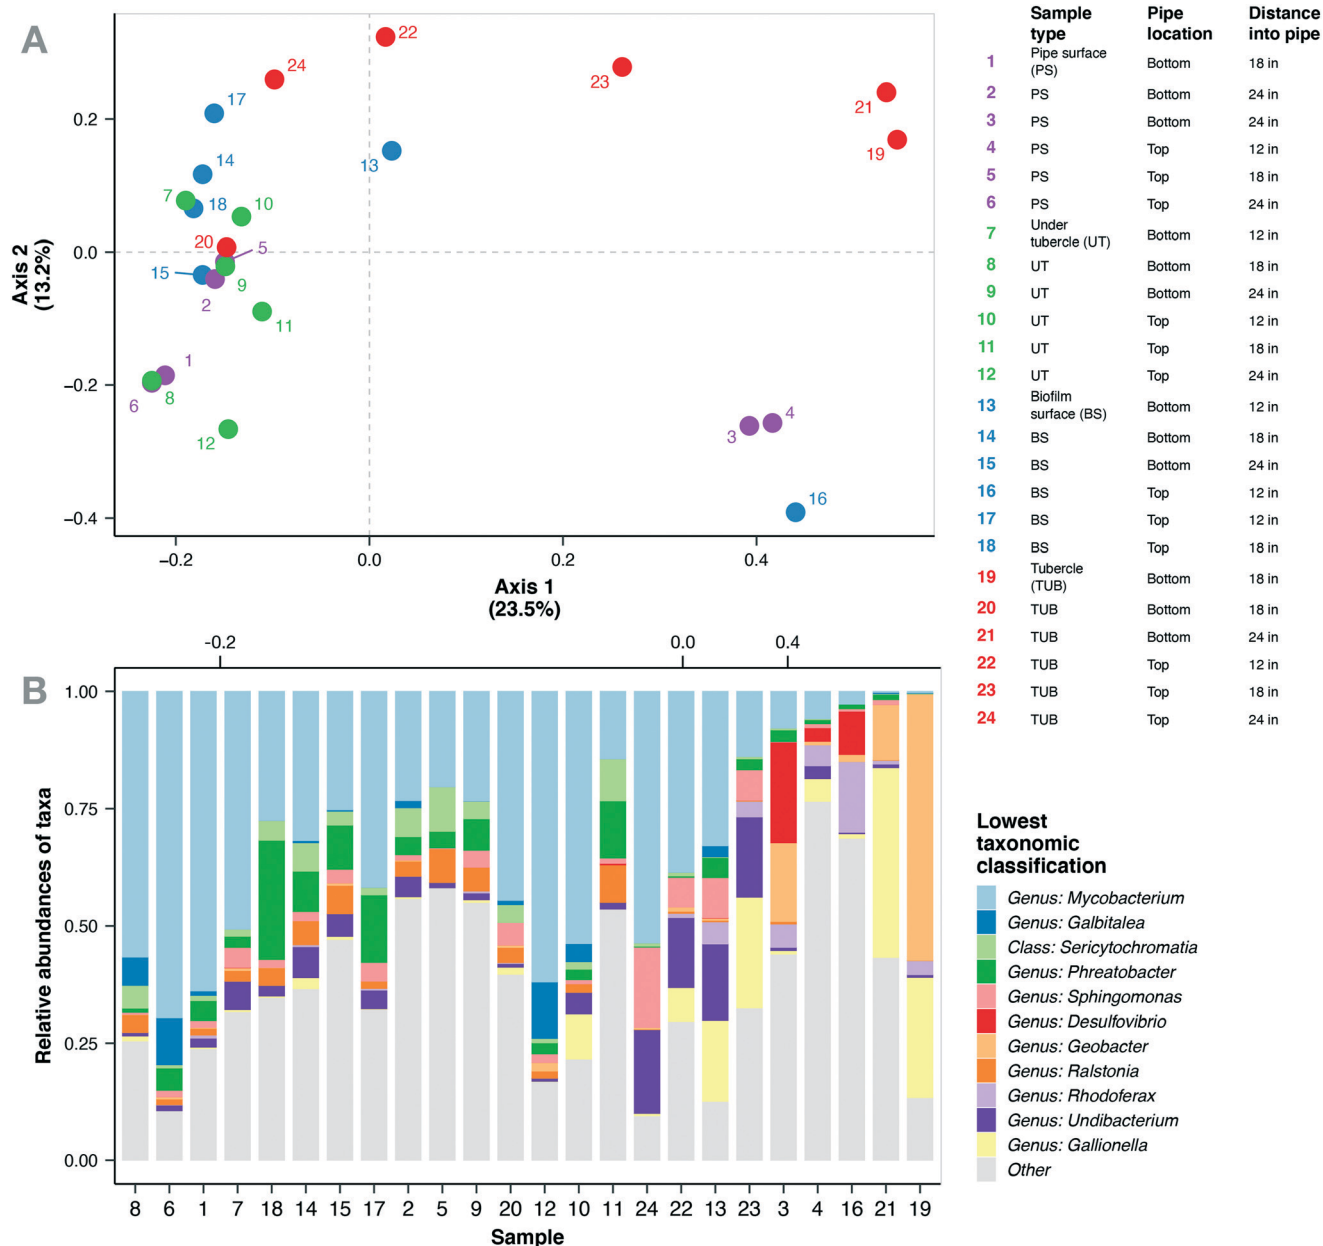 A
22
24
23
17
21
0.2
13
19
14
7
18
10
20
5
0.0
15
9
2
11
1
−0.2
6
8
12
4
3
16
−0.4
−0.2
0.0
0.2
0.4
Axis 2
(13.2%)
Axis 1
(23.5%)
Sample type Pipe location Distance into pipe
1 Pipe surface (PS) Bottom 18 in
2 PS Bottom 24 in
3 PS Bottom 24 in
4 PS Top 12 in
5 PS Top 18 in
6 PS Top 24 in
7 Under tubercle (UT) Bottom 12 in
8 UT Bottom 18 in
9 UT Bottom 24 in
10 UT Top 12 in
11 UT Top 18 in
12 UT Top 24 in
13 Biofilm surface (BS) Bottom 12 in
14 BS Bottom 18 in
15 BS Bottom 24 in
16 BS Top 12 in
17 BS Top 12 in
18 BS Top 18 in
19 Tubercle (TUB) Bottom 18 in
20 TUB Bottom 18 in
21 TUB Bottom 24 in
22 TUB Top 12 in
23 TUB Top 18 in
24 TUB Top 24 in
B
-0.2 0.0 0.4
1.00
0.75
0.50
0.25
0.00
Relative abundances of taxa
8 6 1 7 18 14 15 17 2 5 9 20 12 10 11 24 22 13 23 3 4 16 21 19
Sample
Lowest
taxonomic
classification
Genus: Mycobacterium
Genus: Galbitalea
Class: Sericytochromatia
Genus: Phreatobacter
Genus: Sphingomonas
Genus: Desulfovibrio
Genus: Geobacter
Genus: Ralstonia
Genus: Rhodoferax
Genus: Undibacterium
Genus: Gallionella
Other